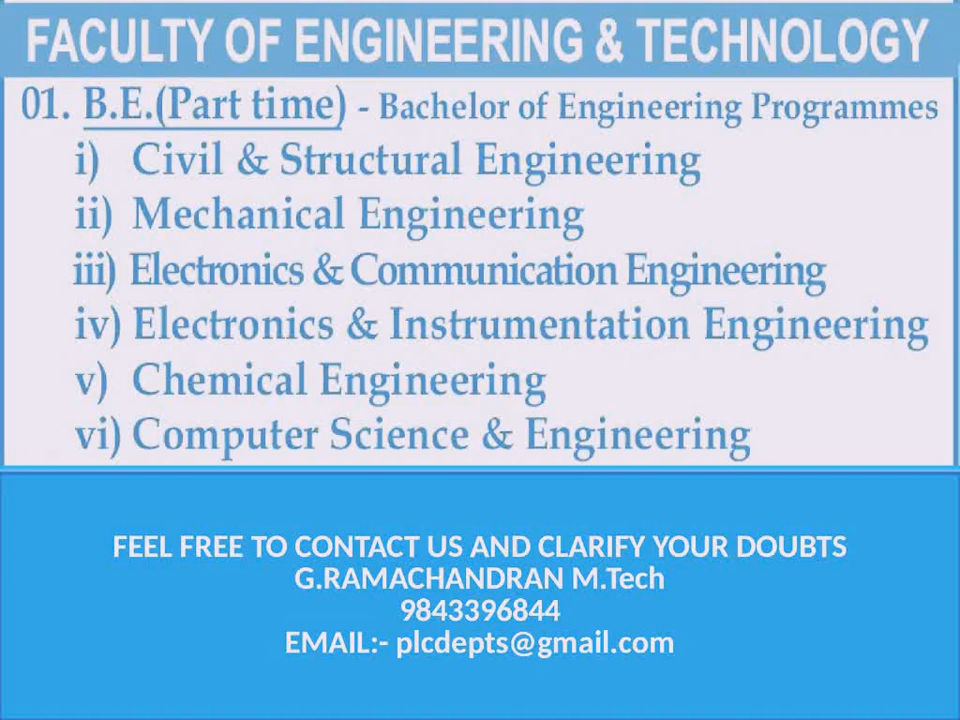 FACULTY OF ENGINEERING & TECHNOLOGY
01. B.E.(Part time) - Bachelor of Engineering Programmes
i) Civil & Structural Engineering
ii) Mechanical Engineering
iii) Electronics & Communication Engineering
iv) Electronics & Instrumentation Engineering
v) Chemical Engineering
vi) Computer Science & Engineering
FEEL FREE TO CONTACT US AND CLARIFY YOUR DOUBTS
G.RAMACHANDRAN M.Tech
9843396844
EMAIL:- plcdepts@gmail.com